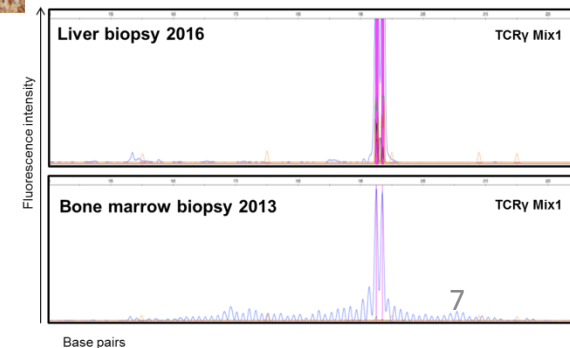 Liver biopsy 2016
TCRγ Mix1
Fluorescence intensity
Bone marrow biopsy 2013
TCRγ Mix1
7
Base pairs